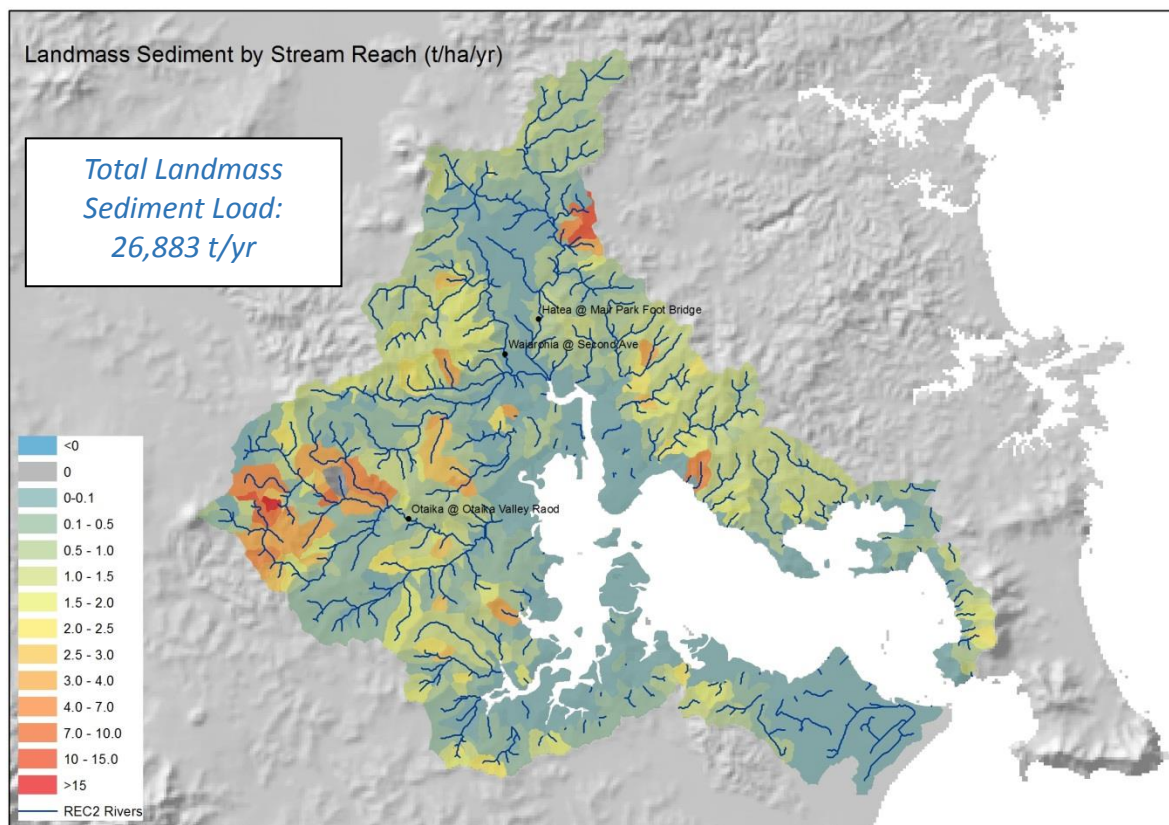 Landmass Sediment by Stream Reach (t/ha/yr)
Total Landmass
Sediment Load:
26,883 t/yr
Hatea @ Mair Park Foot Bridge
Waiarohia @ Second Ave
Otaika @ Otaika Valley Raod
<0
0
0-0.1
0.1 - 0.5
0.5 - 1.0
1.0 - 1.5
1.5 - 2.0
2.0 - 2.5
2.5 - 3.0
3.0 - 4.0
4.0 - 7.0
7.0 - 10.0
10 - 15.0
>15
REC2 Rivers